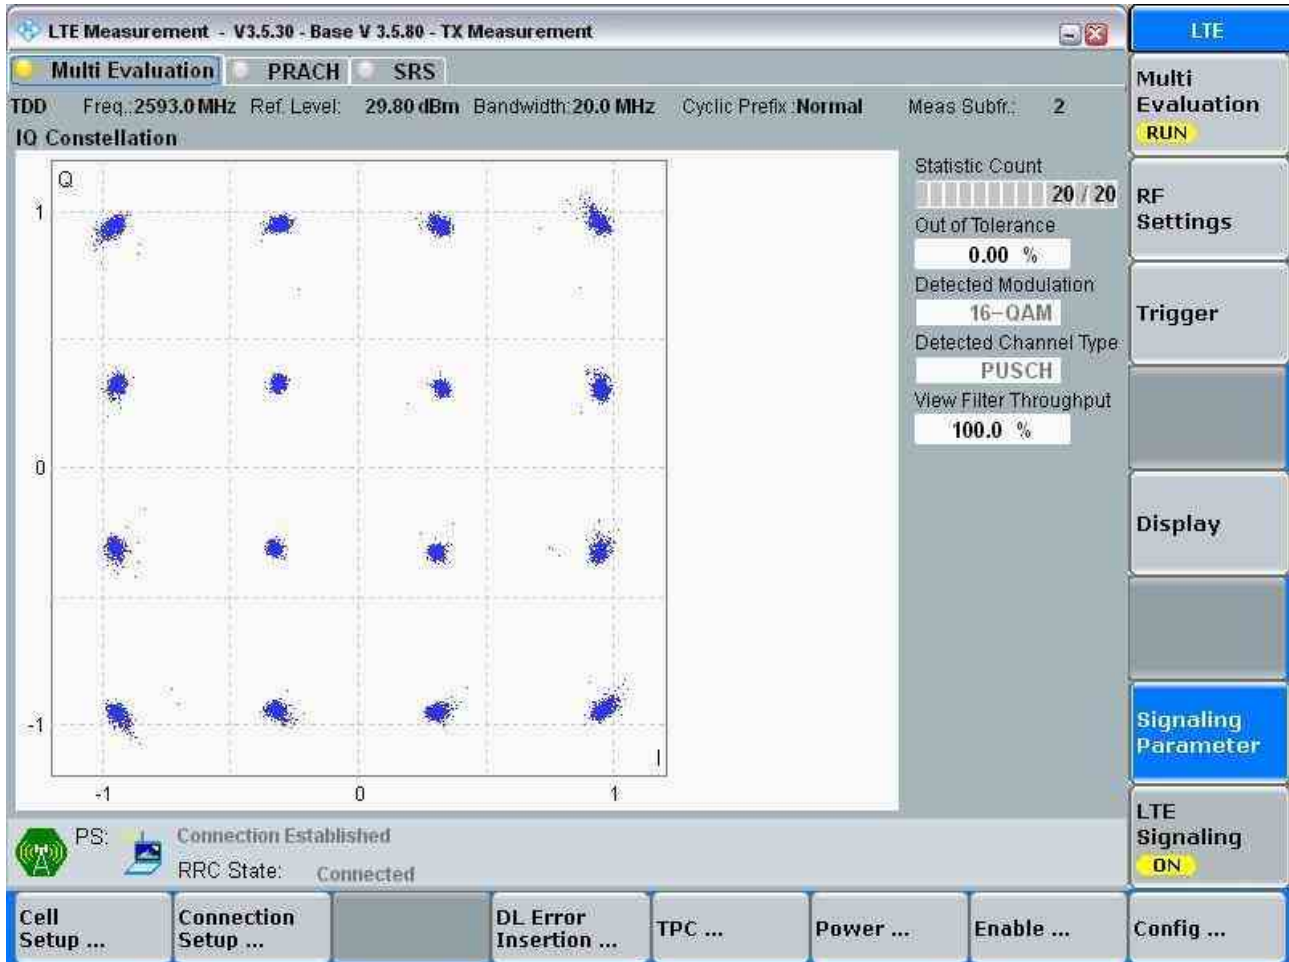 LTE Measurement - V3.5.30 - Base V 3.5.80 - TX Measurement
LTE
Multi Evaluation PRACH SRS
Multi
Evaluation
RUN
TDD Freq.:2593.0 MHz Ref. Level: 29.80 dBm Bandwidth:20.0 MHz Cyclic Prefix :Normal Meas Subfr.: 2
IQ Constellation
Q
1
0
-1
-1 0 1
I
Statistic Count
20 / 20
Out of Tolerance
0.00 %
Detected Modulation
16-QAM
Detected Channel Type
PUSCH
View Filter Throughput
100.0 %
RF
Settings
Trigger
Display
Signaling
Parameter
LTE
Signaling
ON
PS: Connection Established
RRC State: Connected
Cell
Setup ...
Connection
Setup ...
DL Error
Insertion ...
TPC ...
Power ...
Enable ...
Config ...